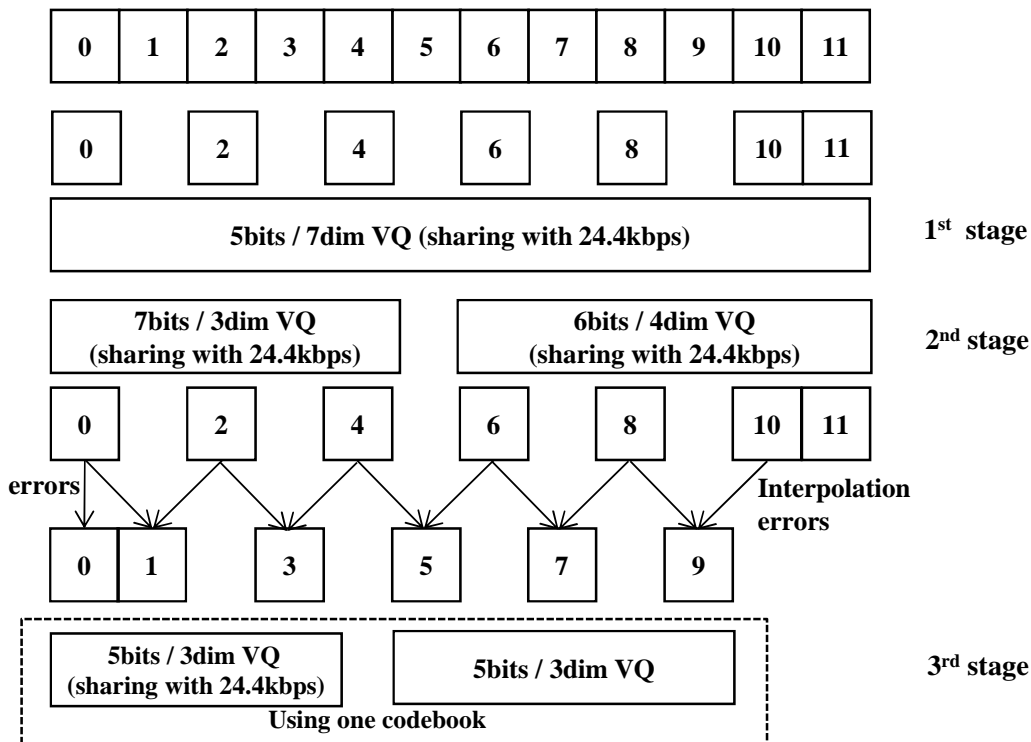 0 1 2 3 4 5 6 7 8 9 10 11
0 2 4 6 8 10 11
5bits / 7dim VQ (sharing with 24.4kbps)
1st stage
7bits / 3dim VQ
(sharing with 24.4kbps)
6bits / 4dim VQ
(sharing with 24.4kbps)
2nd stage
0 2 4 6 8 10 11
errors
Interpolation
errors
0 1 3 5 7 9
5bits / 3dim VQ
(sharing with 24.4kbps)
5bits / 3dim VQ
3rd stage
Using one codebook